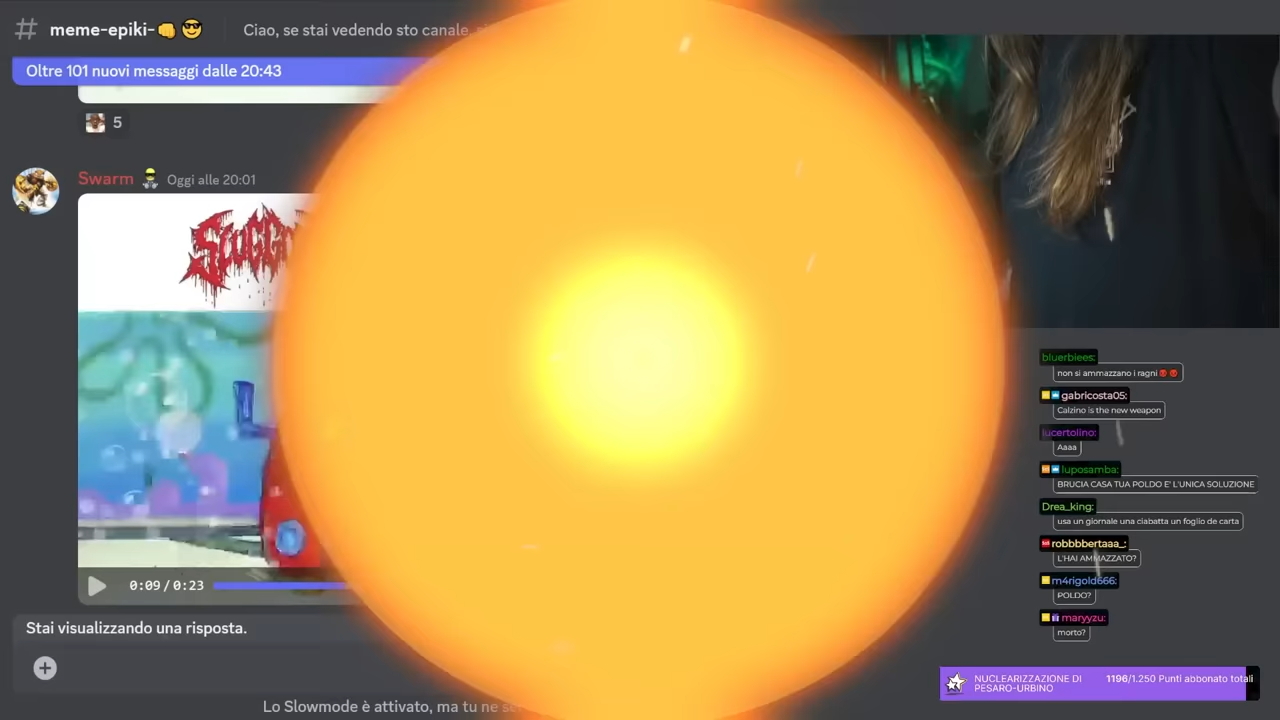 # meme-epiki-👊😎
Ciao, se stai vedendo sto canale,
Oltre 101 nuovi messaggi dalle 20:43
5
Swarm Oggi alle 20:01
0:09 / 0:23
Stai visualizzando una risposta.
Lo Slowmode è attivato, ma tu ne
bluerbiees:
non si ammazzano i ragni
gabricosta05:
Calzino is the new weapon
lucertolino:
Aaaa
luposamba:
BRUCIA CASA TUA POLDO E' L'UNICA SOLUZIONE
Drea_king:
usa un giornale una ciabatta un foglio de carta
robbbbertaaa_:
L'HAI AMMAZZATO?
m4rigold666:
POLDO?
maryyzu:
morto?
NUCLEARIZZAZIONE DI
PESARO-URBINO
1196/1.250 Punti abbonato totali